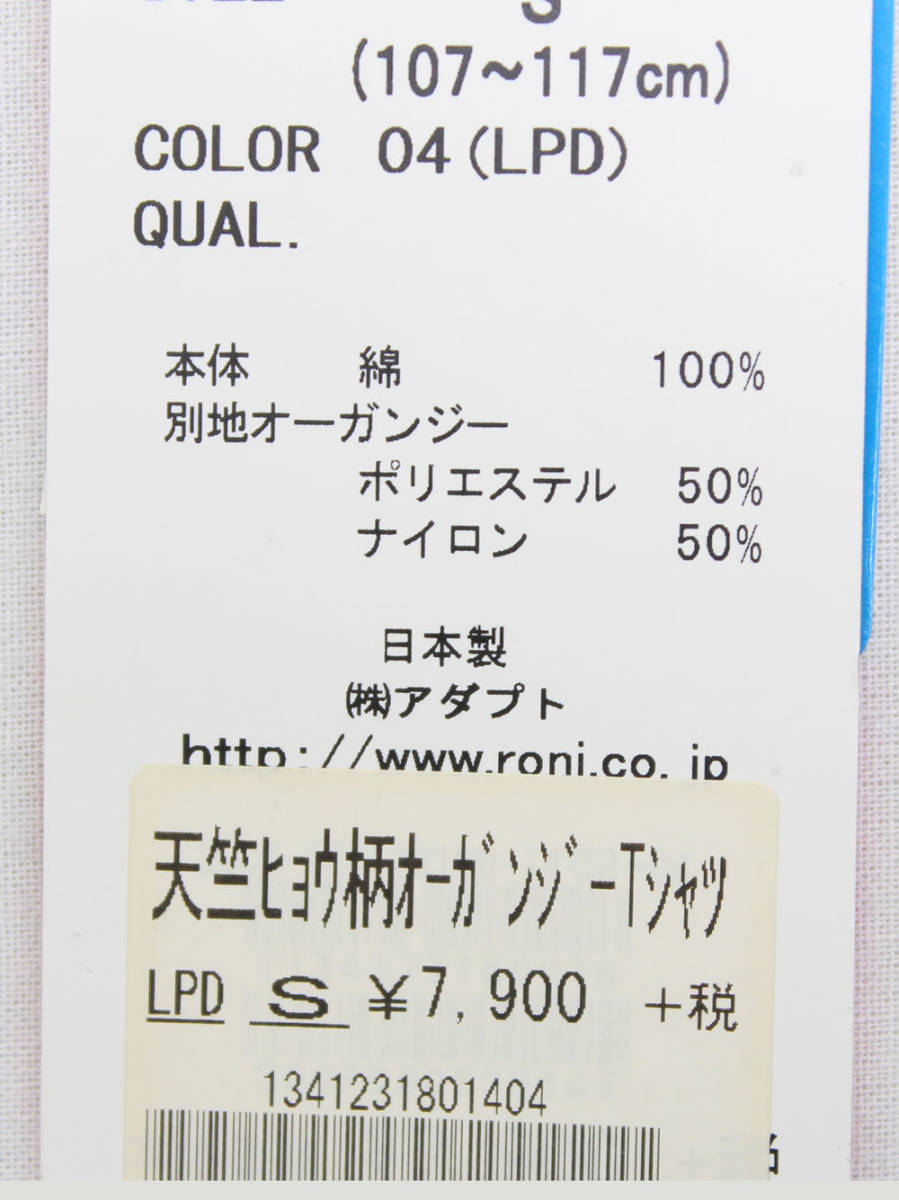 S
(107~117cm)
COLOR 04(LPD)
QUAL.
本体 綿 100%
別地オーガンジー
ポリエステル 50%
ナイロン 50%
日本製
㈱アダプト
http://www.roni.co.jp
天竺ﾋｮｳ柄ｵｰｶﾞﾝｼﾞｰTｼｬﾂ
LPD S ¥7,900 +税
1341231801404